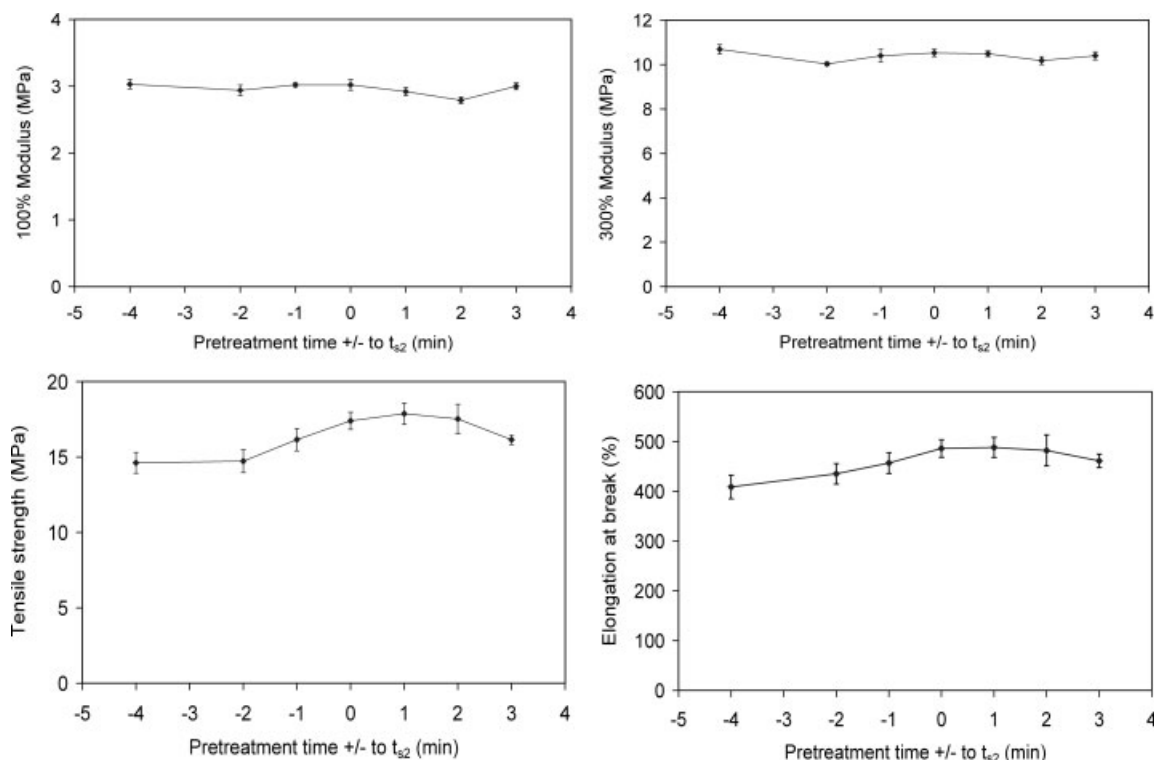 4
3
2
1
0
100% Modulus (MPa)
-5 -4 -3 -2 -1 0 1 2 3 4
Pretreatment time +/- to ts2 (min)
12
10
8
6
4
2
0
300% Modulus (MPa)
-5 -4 -3 -2 -1 0 1 2 3 4
Pretreatment time +/- to ts2 (min)
20
15
10
5
0
Tensile strength (MPa)
-5 -4 -3 -2 -1 0 1 2 3 4
Pretreatment time +/- to ts2 (min)
600
500
400
300
200
100
0
Elongation at break (%)
-5 -4 -3 -2 -1 0 1 2 3 4
Pretreatment time +/- to ts2 (min)